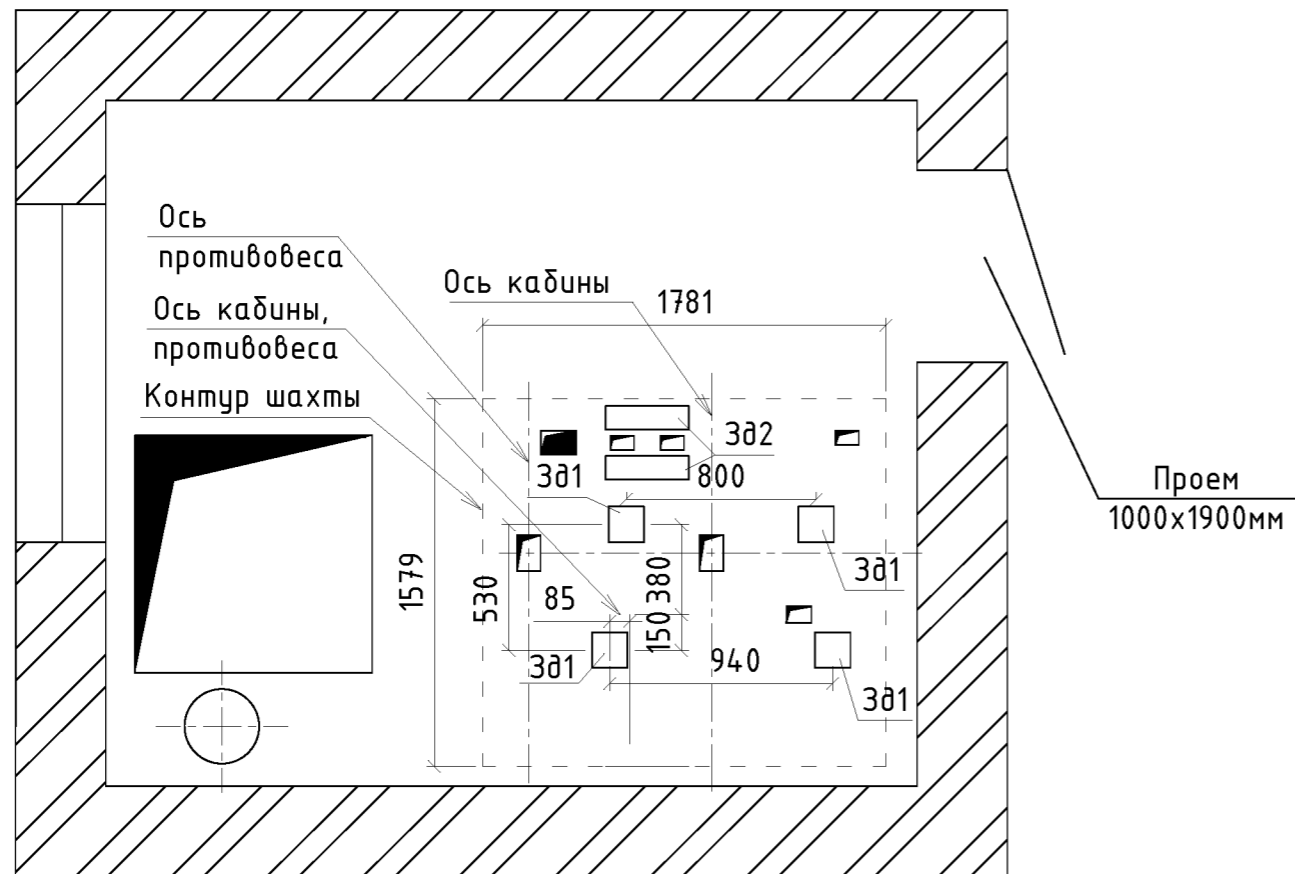 Ось
противовеса
Ось кабины
1781
Ось кабины,
противовеса
Контур шахты
Зд2
Зд1
800
Проем
1000х1900мм
1579
530
85
380
Зд1
150
Зд1
940
Зд1